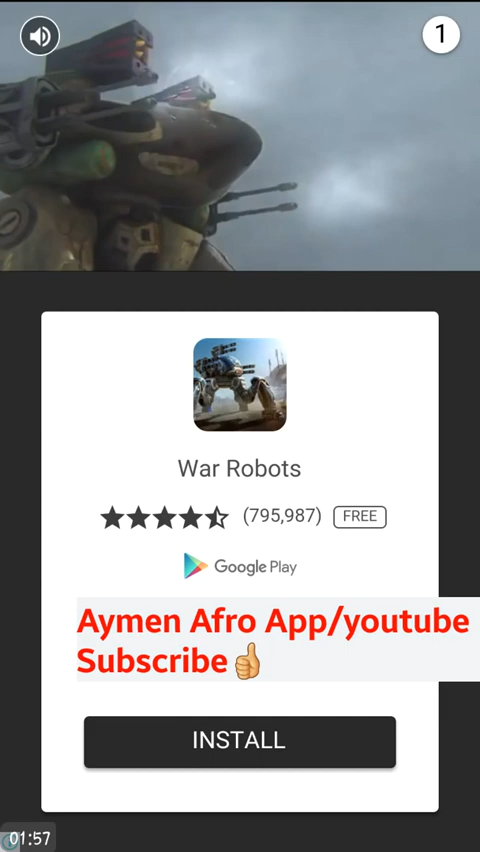 1
War Robots
(795,987) FREE
Google Play
Aymen Afro App/youtube
Subscribe👍
INSTALL
01:57